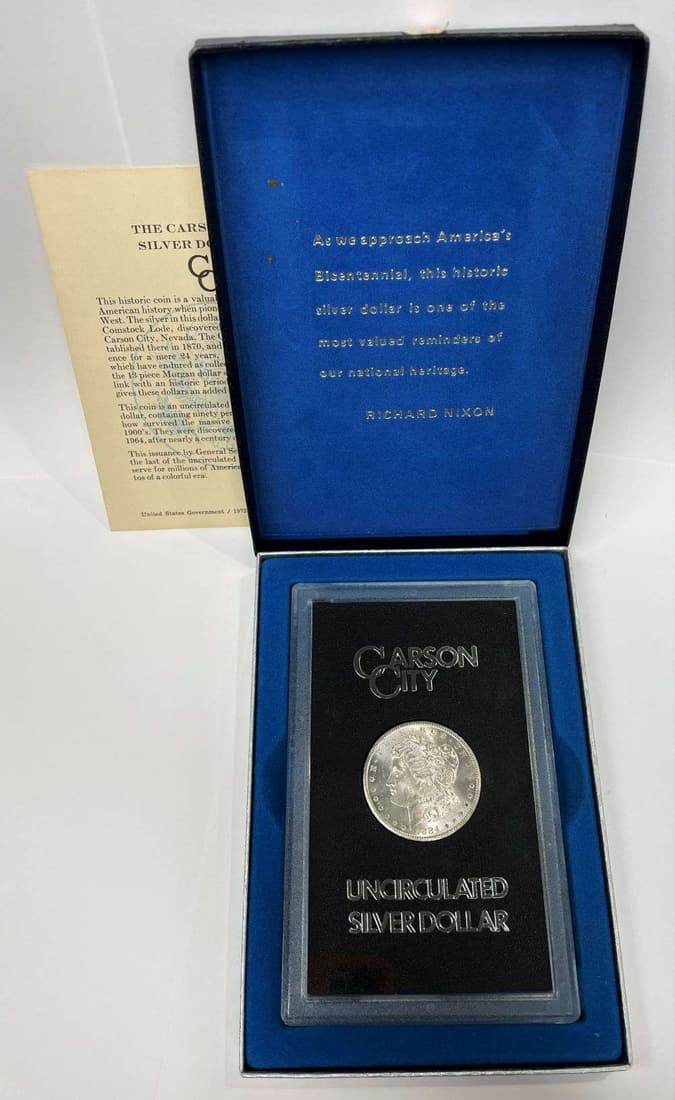 As we approach America's
Bicentennial, this historic
silver dollar is one of the
most valued reminders of
our national heritage.
RICHARD NIXON
THE CARS
SILVER DO
CC
This historic coin is a valua
American history when pion
West. The silver in this dolla
Comstock Lode, discovered
Carson City, Nevada. The
tablished there in 1870, and
ence for a mere 24 years,
which have endured as collec
the 13 piece Morgan dollar
link with an historic period
gives these dollars an added
This coin is an uncirculated
dollar, containing ninety per
how survived the massive
1900's. They were discovere
1964, after nearly a century
This issuance by General Se
the last of the uncirculated
serve for millions of America
tos of a colorful era.
United States Government / 1972
CARSON
CITY
1884
UNCIRCULATED
SILVER DOLLAR